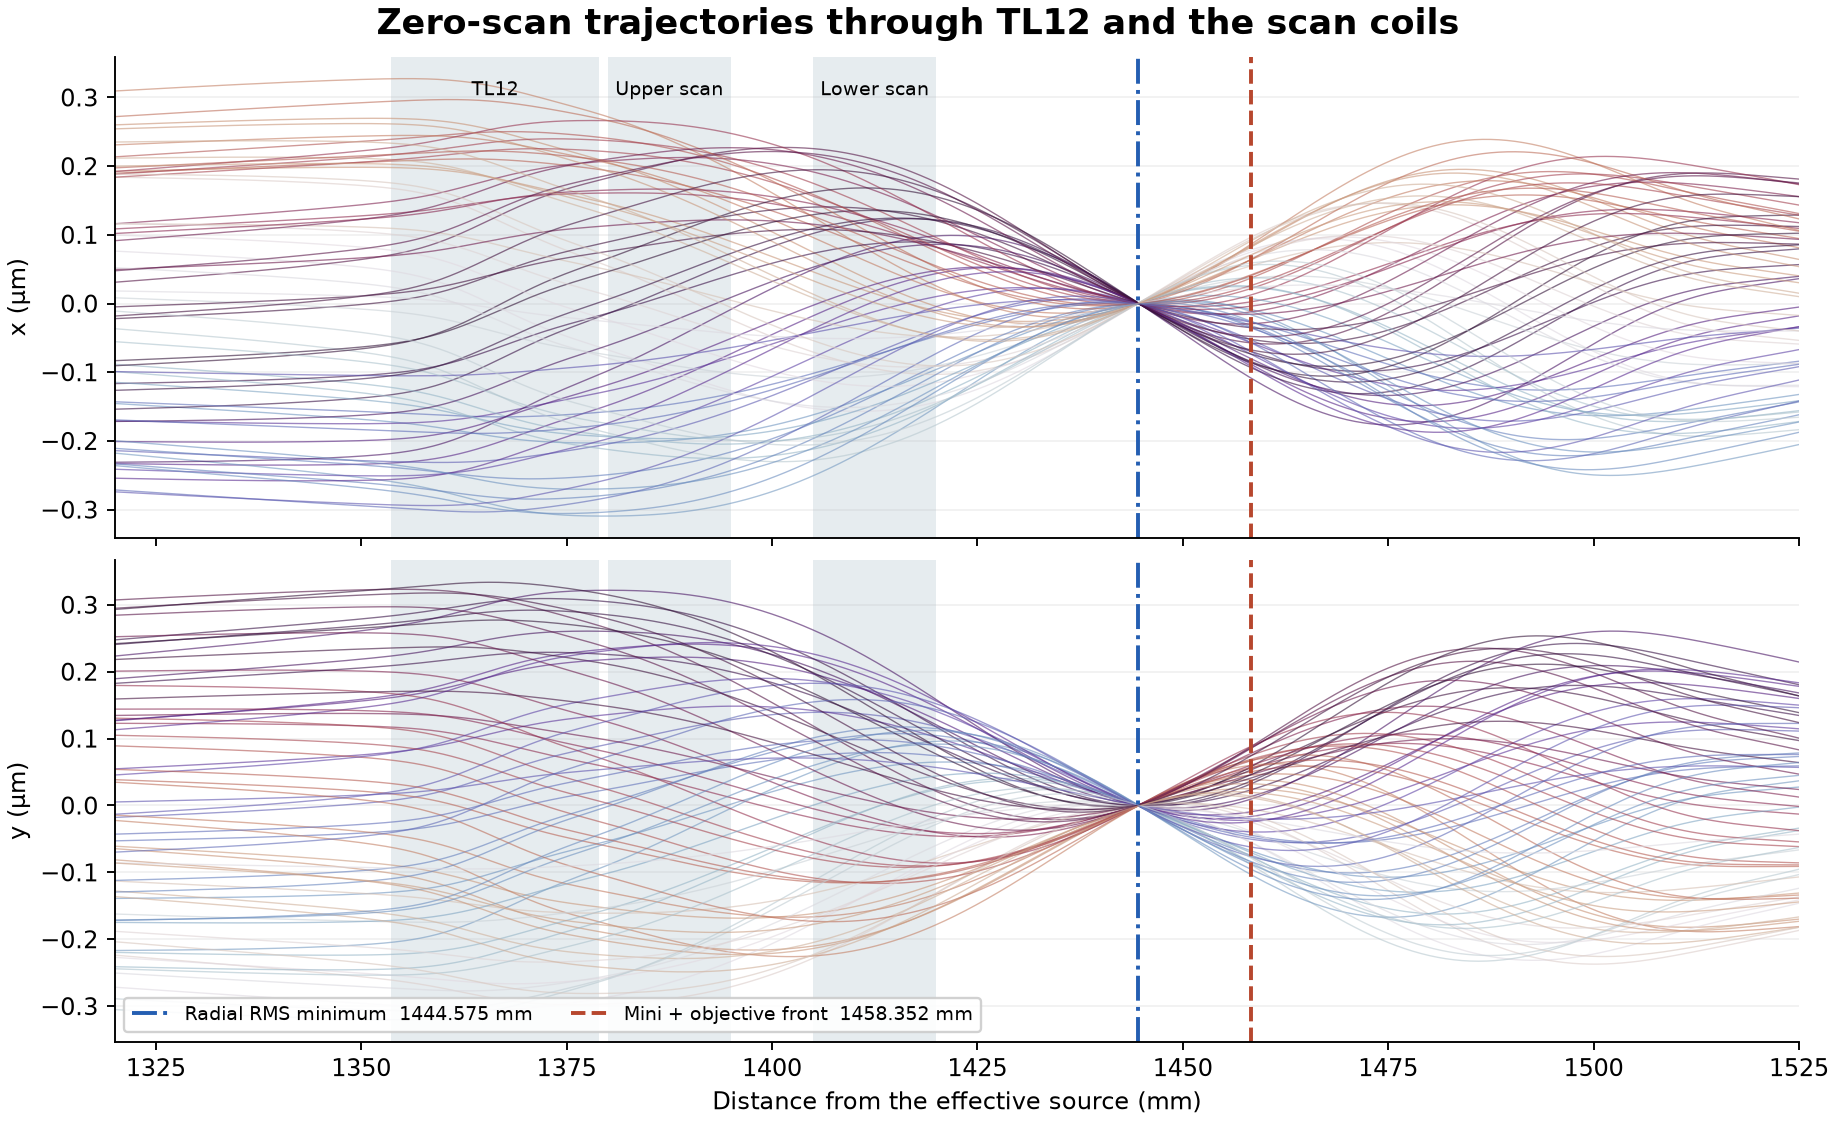 Zero-scan trajectories through TL12 and the scan coils
TL12
Upper scan
Lower scan
0.3
0.2
0.1
0.0
−0.1
−0.2
−0.3
x (µm)
0.3
0.2
0.1
0.0
−0.1
−0.2
−0.3
y (µm)
Radial RMS minimum  1444.575 mm
Mini + objective front  1458.352 mm
1325
1350
1375
1400
1425
1450
1475
1500
1525
Distance from the effective source (mm)